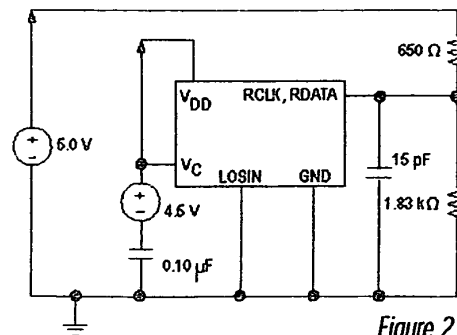 650 Ω
V_DD
RCLK, RDATA
5.0 V
V_C
LOSIN
GND
15 pF
4.5 V
1.83 kΩ
0.10 µF
Figure 2